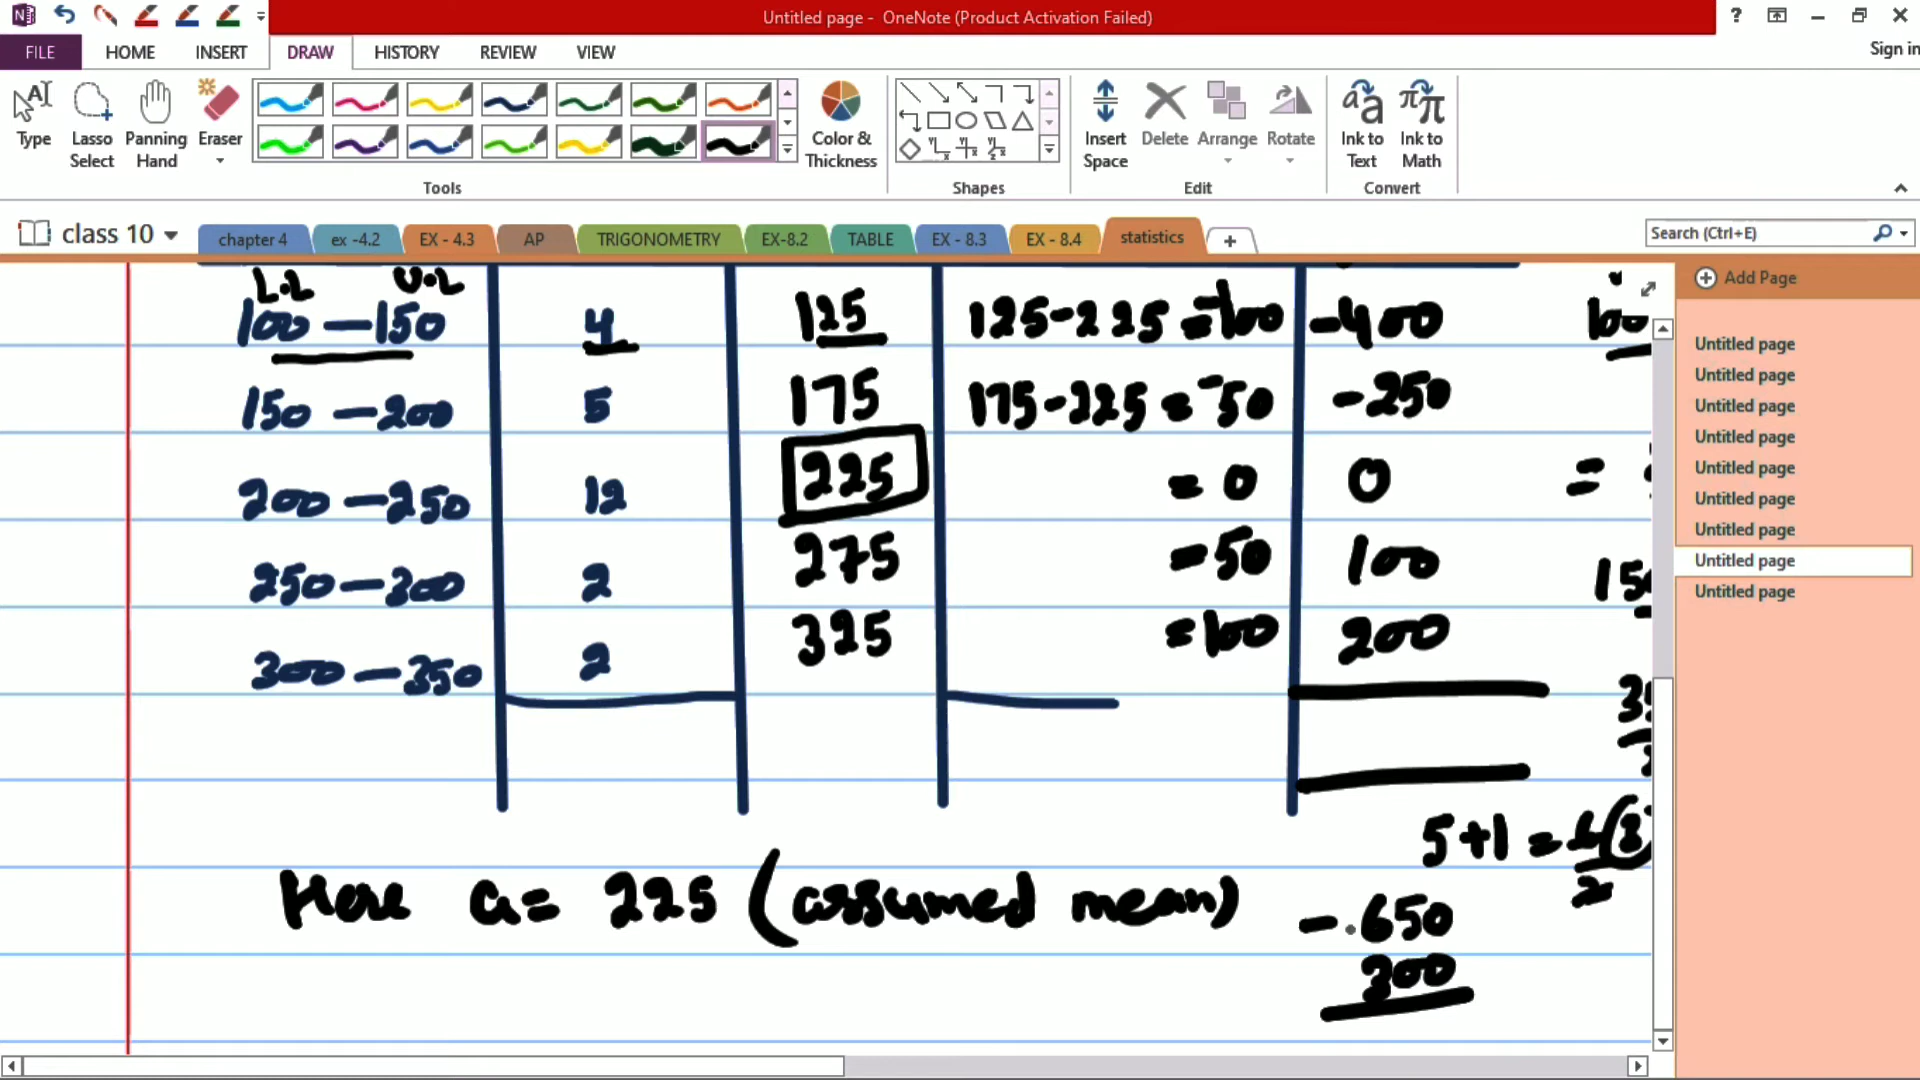 Untitled page - OneNote (Product Activation Failed)
FILE HOME INSERT DRAW HISTORY REVIEW VIEW
Sign in
Type Lasso Select Panning Hand Eraser
Color & Thickness
Insert Space Delete Arrange Rotate
Ink to Text Ink to Math
Tools Shapes Edit Convert
class 10 chapter 4 ex -4.2 EX - 4.3 AP TRIGONOMETRY EX-8.2 TABLE EX - 8.3 EX - 8.4 statistics
Search (Ctrl+E)
Add Page
Untitled page
Untitled page
Untitled page
Untitled page
Untitled page
Untitled page
Untitled page
Untitled page
Untitled page
L.L U.L
100 — 150 4 125 125-225 = -100 -400
150 — 200 5 175 175-225 = -50 -250
200 — 250 12 225 = 0 0
250 — 300 2 275 = 50 100
300 — 350 2 325 = 100 200
100
=
5+1 =
2
Here a = 225 (assumed mean)
- 650
300